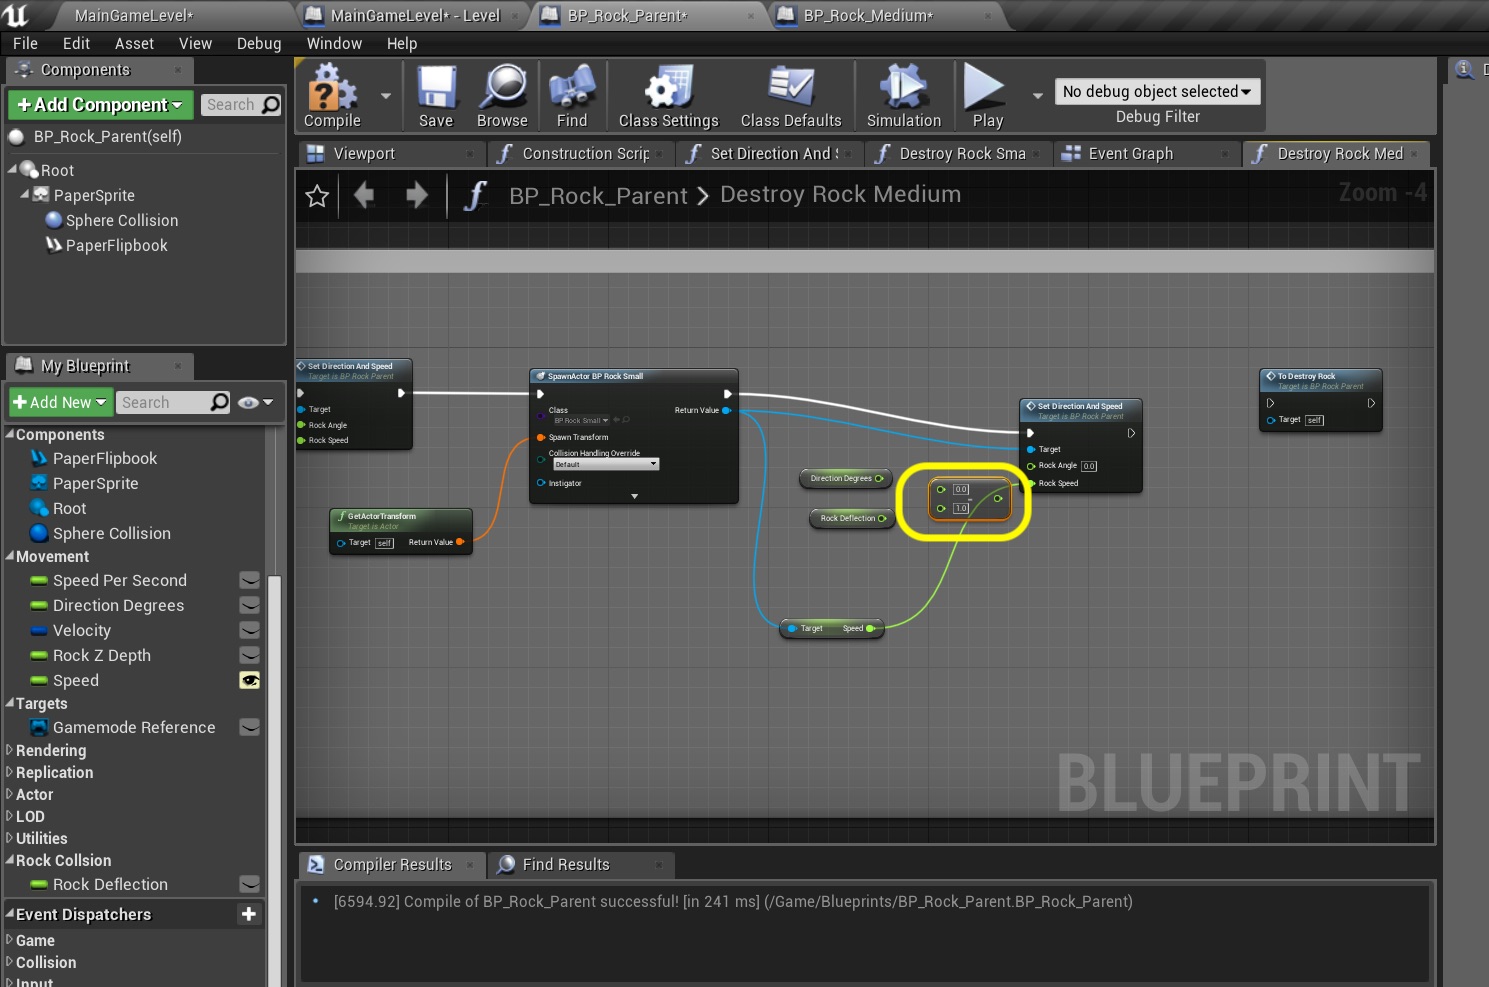 MainGameLevel*
MainGameLevel* - Level
BP_Rock_Parent*
BP_Rock_Medium*
File Edit Asset View Debug Window Help
Components
+Add Component
Search
BP_Rock_Parent(self)
Root
PaperSprite
Sphere Collision
PaperFlipbook
Compile
Save
Browse
Find
Class Settings
Class Defaults
Simulation
Play
No debug object selected
Debug Filter
Viewport
Construction Scrip
Set Direction And S
Destroy Rock Sma
Event Graph
Destroy Rock Med
BP_Rock_Parent > Destroy Rock Medium
Zoom -4
My Blueprint
+Add New
Search
Components
PaperFlipbook
PaperSprite
Root
Sphere Collision
Movement
Speed Per Second
Direction Degrees
Velocity
Rock Z Depth
Speed
Targets
Gamemode Reference
Rendering
Replication
Actor
LOD
Utilities
Rock Collsion
Rock Deflection
Event Dispatchers
Game
Collision
Input
Set Direction And Speed
Target is BP Rock Parent
Target
Rock Angle
Rock Speed
SpawnActor BP Rock Small
Class
BP Rock Small
Return Value
Spawn Transform
Collision Handling Override
Default
Instigator
GetActorTransform
Target is Actor
Target self
Return Value
Direction Degrees
Rock Deflection
0.0
-
1.0
Target Speed
Set Direction And Speed
Target is BP Rock Parent
Target
Rock Angle 0.0
Rock Speed
To Destroy Rock
Target is BP Rock Parent
Target self
BLUEPRINT
Compiler Results
Find Results
[6594.92] Compile of BP_Rock_Parent successful! [in 241 ms] (/Game/Blueprints/BP_Rock_Parent.BP_Rock_Parent)